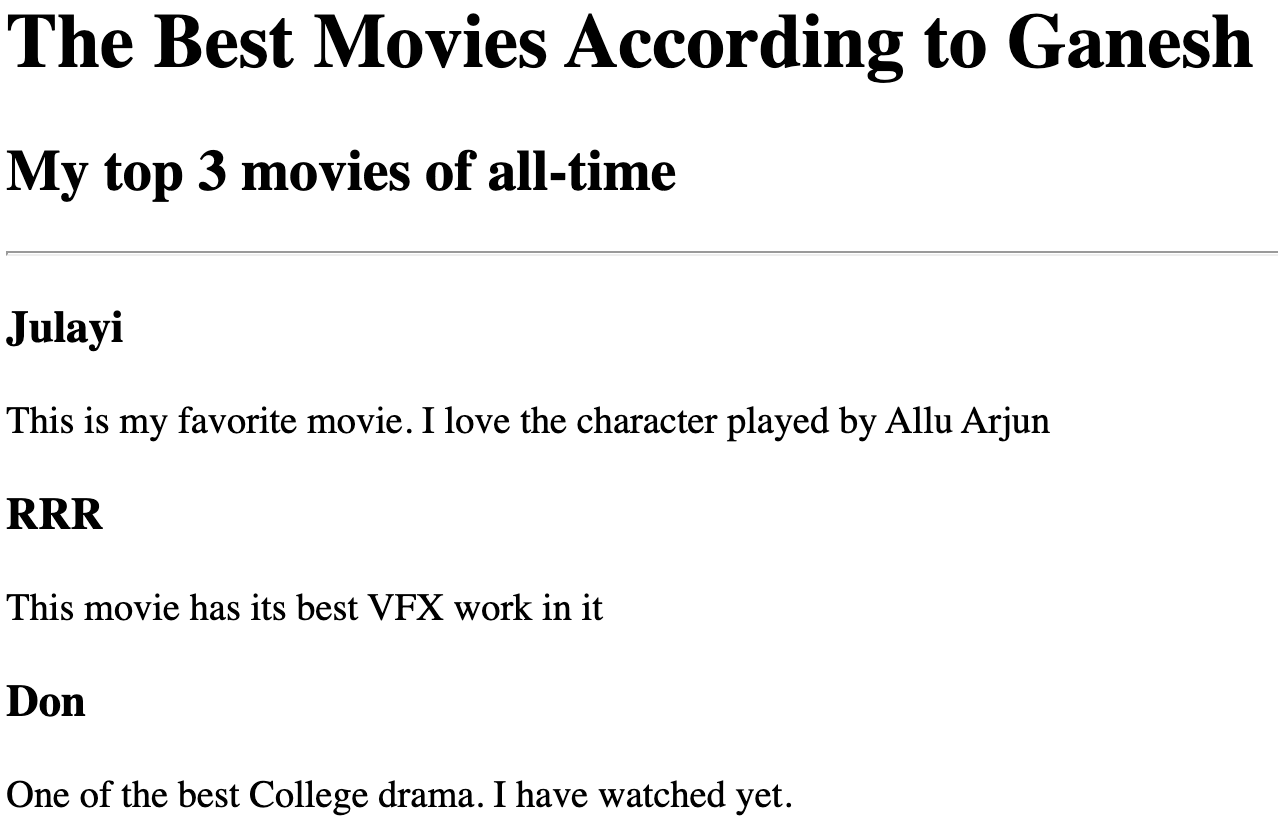 The Best Movies According to Ganesh
My top 3 movies of all-time
Julayi
This is my favorite movie. I love the character played by Allu Arjun
RRR
This movie has its best VFX work in it
Don
One of the best College drama. I have watched yet.